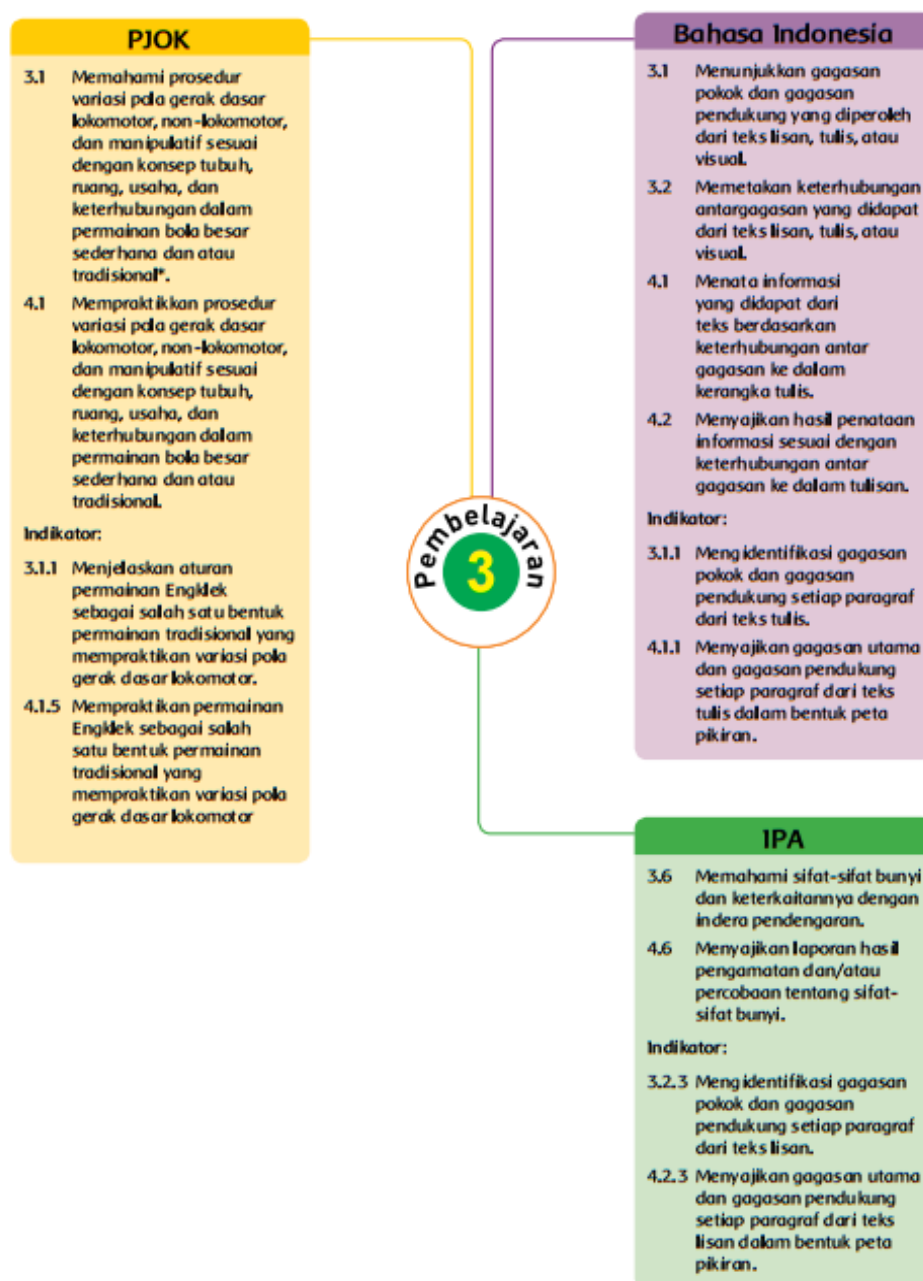 PJOK
3.1 Memahami prosedur
variasi pola gerak dasar
lokomotor, non-lokomotor,
dan manipulatif sesuai
dengan konsep tubuh,
ruang, usaha, dan
keterhubungan dalam
permainan bola besar
sederhana dan atau
tradisional*.
4.1 Mempraktikkan prosedur
variasi pola gerak dasar
lokomotor, non-lokomotor,
dan manipulatif sesuai
dengan konsep tubuh,
ruang, usaha, dan
keterhubungan dalam
permainan bola besar
sederhana dan atau
tradisional.
Indikator:
3.1.1 Menjelaskan aturan
permainan Engklek
sebagai salah satu bentuk
permainan tradisional yang
mempraktikan variasi pola
gerak dasar lokomotor.
4.1.5 Mempraktikan permainan
Engklek sebagai salah
satu bentuk permainan
tradisional yang
mempraktikan variasi pola
gerak dasar lokomotor
Pembelajaran
3
Bahasa Indonesia
3.1 Menunjukkan gagasan
pokok dan gagasan
pendukung yang diperoleh
dari teks lisan, tulis, atau
visual.
3.2 Memetakan keterhubungan
antargagasan yang didapat
dari teks lisan, tulis, atau
visual.
4.1 Menata informasi
yang didapat dari
teks berdasarkan
keterhubungan antar
gagasan ke dalam
kerangka tulis.
4.2 Menyajikan hasil penataan
informasi sesuai dengan
keterhubungan antar
gagasan ke dalam tulisan.
Indikator:
3.1.1 Mengidentifikasi gagasan
pokok dan gagasan
pendukung setiap paragraf
dari teks tulis.
4.1.1 Menyajikan gagasan utama
dan gagasan pendukung
setiap paragraf dari teks
tulis dalam bentuk peta
pikiran.
IPA
3.6 Memahami sifat-sifat bunyi
dan keterkaitannya dengan
indera pendengaran.
4.6 Menyajikan laporan hasil
pengamatan dan/atau
percobaan tentang sifat-
sifat bunyi.
Indikator:
3.2.3 Mengidentifikasi gagasan
pokok dan gagasan
pendukung setiap paragraf
dari teks lisan.
4.2.3 Menyajikan gagasan utama
dan gagasan pendukung
setiap paragraf dari teks
lisan dalam bentuk peta
pikiran.